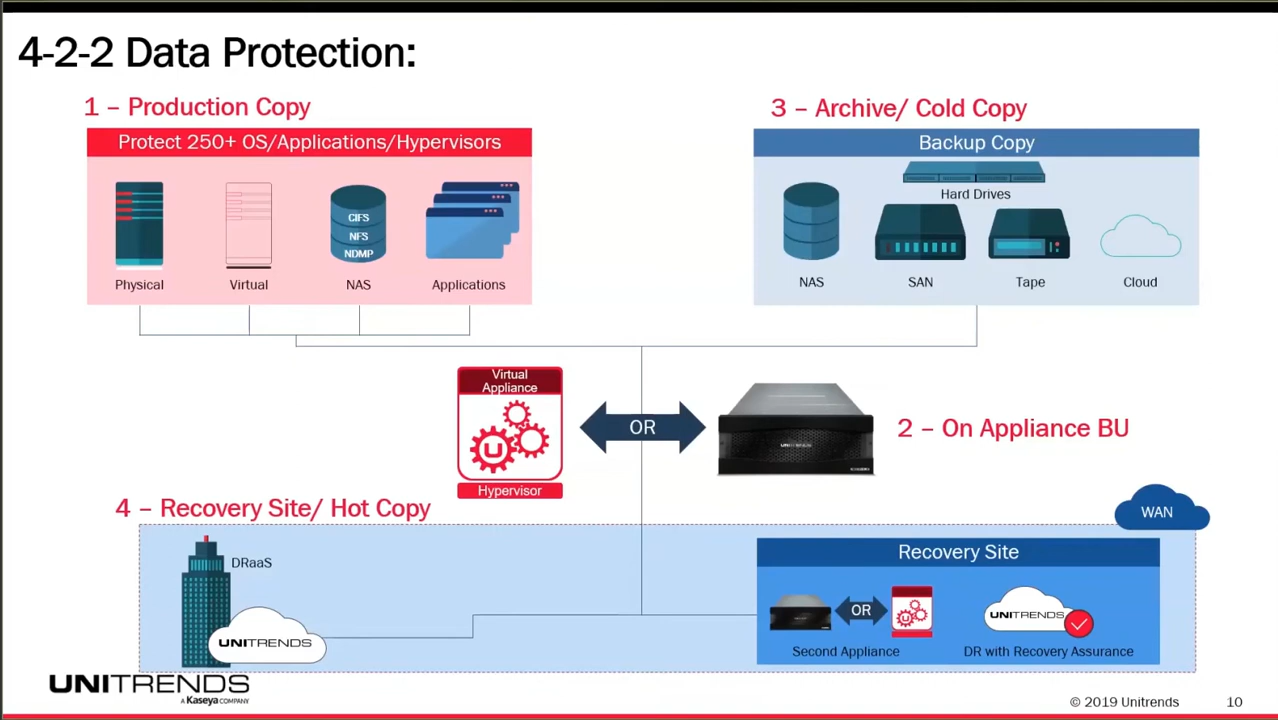 4-2-2 Data Protection:
1 – Production Copy
Protect 250+ OS/Applications/Hypervisors
CIFS
NFS
NDMP
Physical
Virtual
NAS
Applications
3 – Archive/ Cold Copy
Backup Copy
Hard Drives
NAS
SAN
Tape
Cloud
Virtual
Appliance
U
Hypervisor
OR
UNITRENDS
2 – On Appliance BU
4 – Recovery Site/ Hot Copy
WAN
DRaaS
UNITRENDS
Recovery Site
OR
U
UNITRENDS
Second Appliance
DR with Recovery Assurance
UNITRENDS
A Kaseya COMPANY
© 2019 Unitrends
10